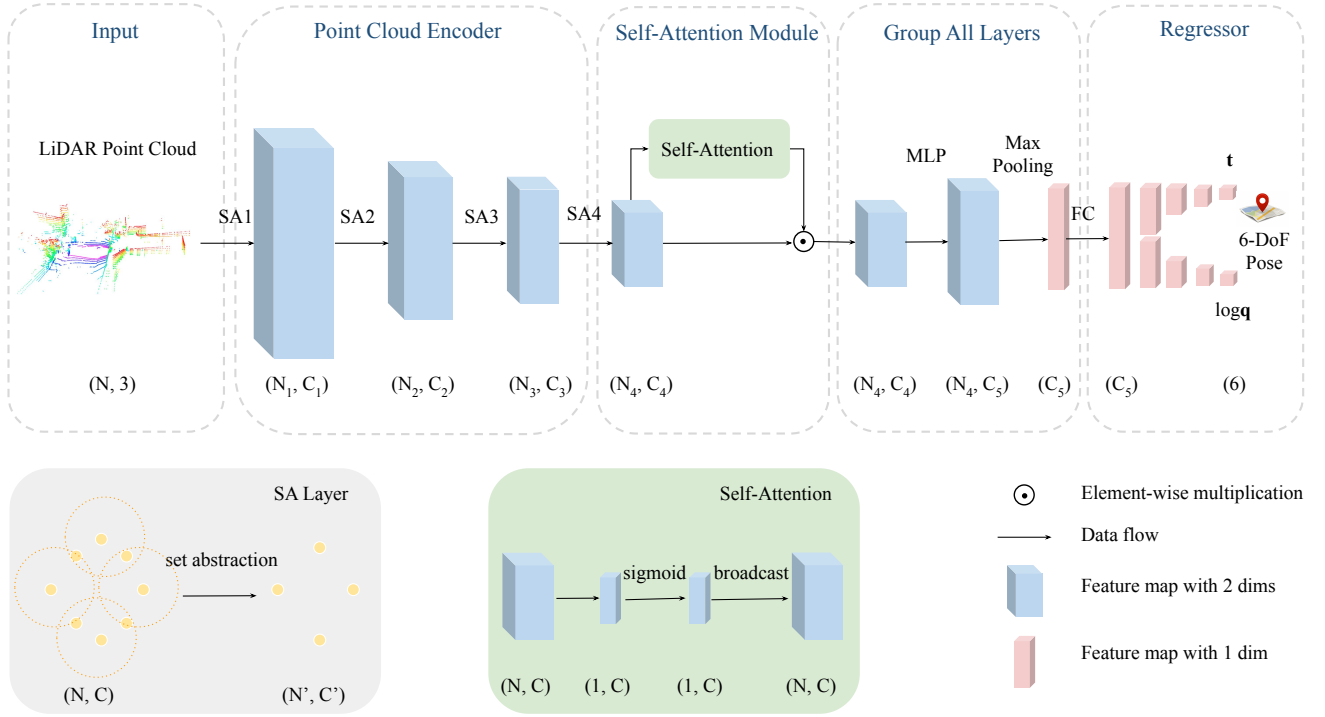 Input
Point Cloud Encoder
Self-Attention Module
Group All Layers
Regressor
LiDAR Point Cloud
SA1
SA2
SA3
SA4
Self-Attention
MLP
Max
Pooling
FC
t
6-DoF
Pose
logq
(N, 3)
(N₁, C₁)
(N₂, C₂)
(N₃, C₃)
(N₄, C₄)
(N₄, C₄)
(N₄, C₅)
(C₅)
(C₅)
(6)
SA Layer
set abstraction
(N, C)
(N’, C’)
Self-Attention
sigmoid
broadcast
(N, C)
(1, C)
(1, C)
(N, C)
Element-wise multiplication
Data flow
Feature map with 2 dims
Feature map with 1 dim